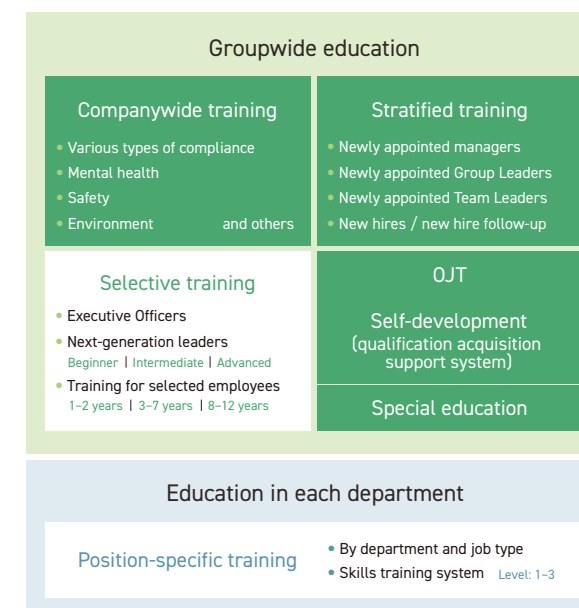 Groupwide education
Companywide training
• Various types of compliance
• Mental health
• Safety
• Environment and others
Stratified training
• Newly appointed managers
• Newly appointed Group Leaders
• Newly appointed Team Leaders
• New hires / new hire follow-up
Selective training
• Executive Officers
• Next-generation leaders
Beginner | Intermediate | Advanced
• Training for selected employees
1–2 years | 3–7 years | 8–12 years
OJT
Self-development
(qualification acquisition
support system)
Special education
Education in each department
Position-specific training
• By department and job type
• Skills training system Level: 1–3